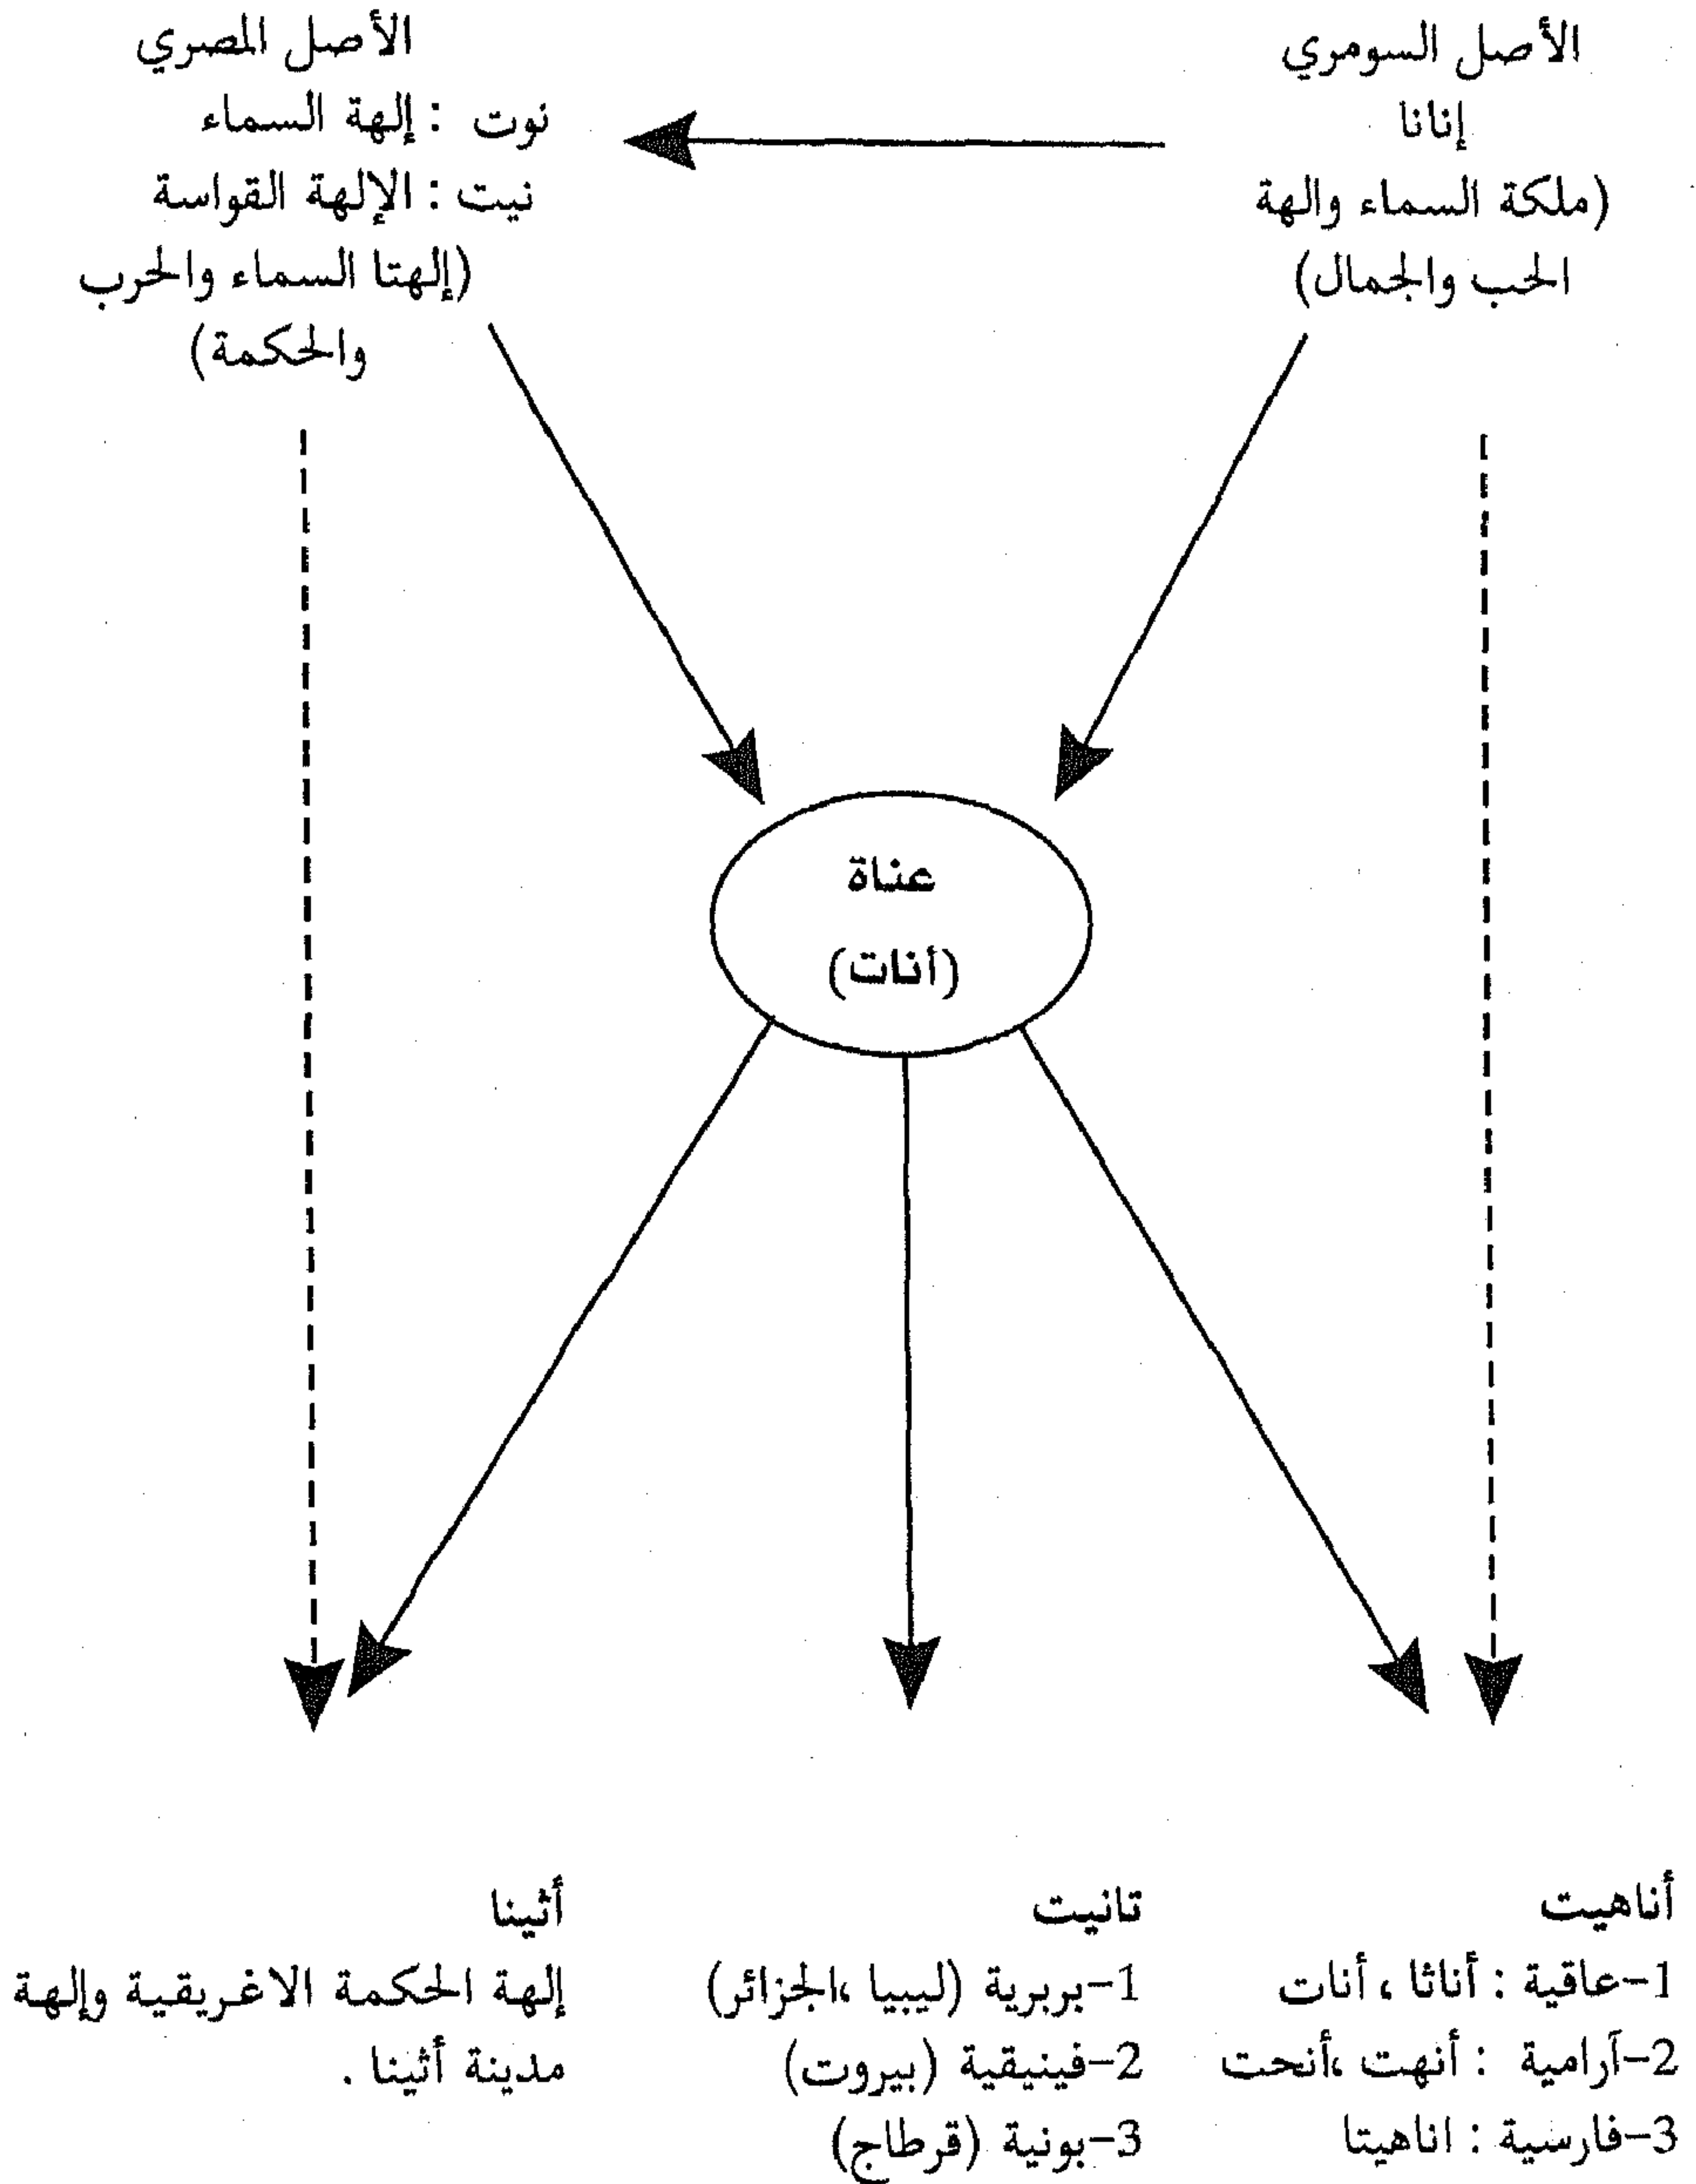 الأصل السومري
إنانا
(ملكة السماء والهة
الحب والجمال)
الأصل المصري
نوت : إلهة السماء
نيت : الإلهة القواسة
(إلهتا السماء والحرب
والحكمة)
عناة
(أنات)
أناهيت
1-عاقية : أناثا ، أنات
2-آرامية : أنهت ،أنحت
3-فارسية : اناهيتا
تانيت
1-بربرية (ليبيا ،الجزائر)
2-فينيقية (بيروت)
3-بونية (قرطاج)
أثينا
إلهة الحكمة الاغريقية وإلهة
مدينة أثينا .